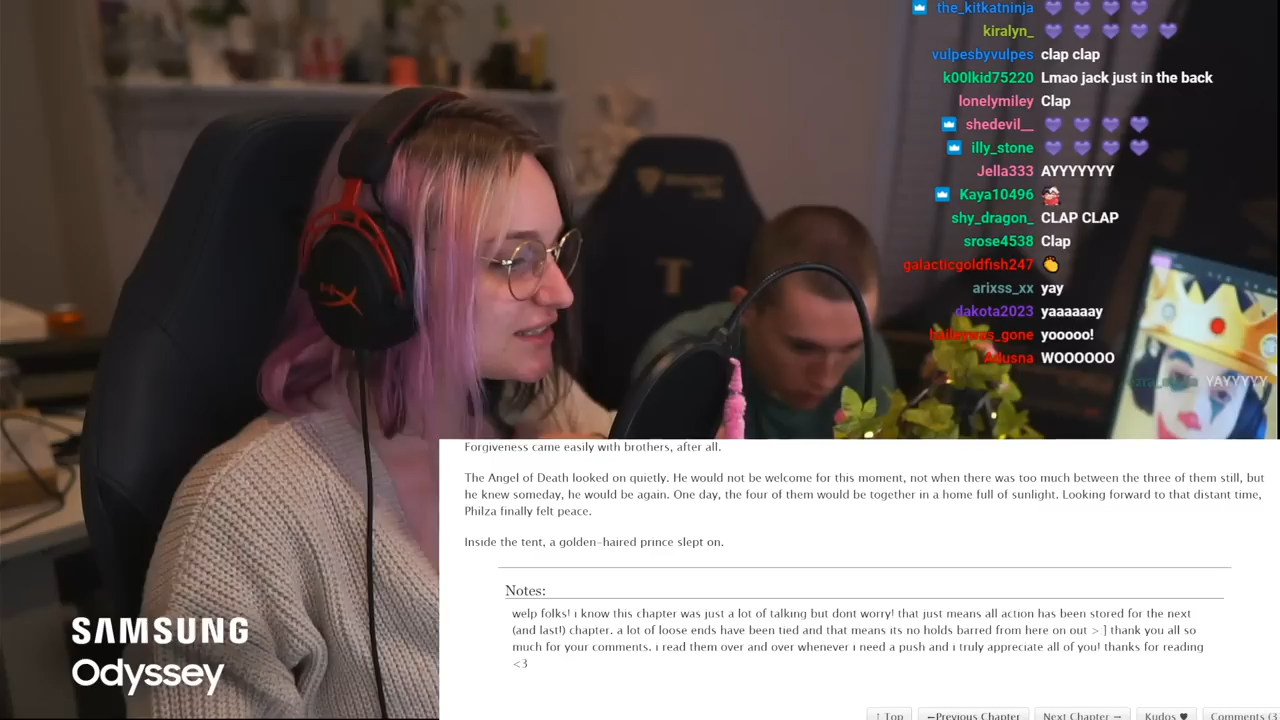 the_kitkatninja
kiralyn_
vulpesbyvulpes clap clap
k00lkid75220 Lmao jack just in the back
lonelymiley Clap
shedevil__
illy_stone
Jella333 AYYYYYYY
Kaya10496
shy_dragon_ CLAP CLAP
srose4538 Clap
galacticgoldfish247
arixss_xx yay
dakota2023 yaaaaaay
haileywas_gone yooooo!
Adusna WOOOOOO
YAYYYYY
Forgiveness came easily with brothers, after all.
The Angel of Death looked on quietly. He would not be welcome for this moment, not when there was too much between the three of them still, but
he knew someday, he would be again. One day, the four of them would be together in a home full of sunlight. Looking forward to that distant time,
Philza finally felt peace.
Inside the tent, a golden-haired prince slept on.
Notes:
welp folks! i know this chapter was just a lot of talking but dont worry! that just means all action has been stored for the next
(and last!) chapter. a lot of loose ends have been tied and that means its no holds barred from here on out > ] thank you all so
much for your comments. i read them over and over whenever i need a push and i truly appreciate all of you! thanks for reading
<3
SAMSUNG
Odyssey
↑ Top ←Previous Chapter Next Chapter → Kudos ♥ Comments (3